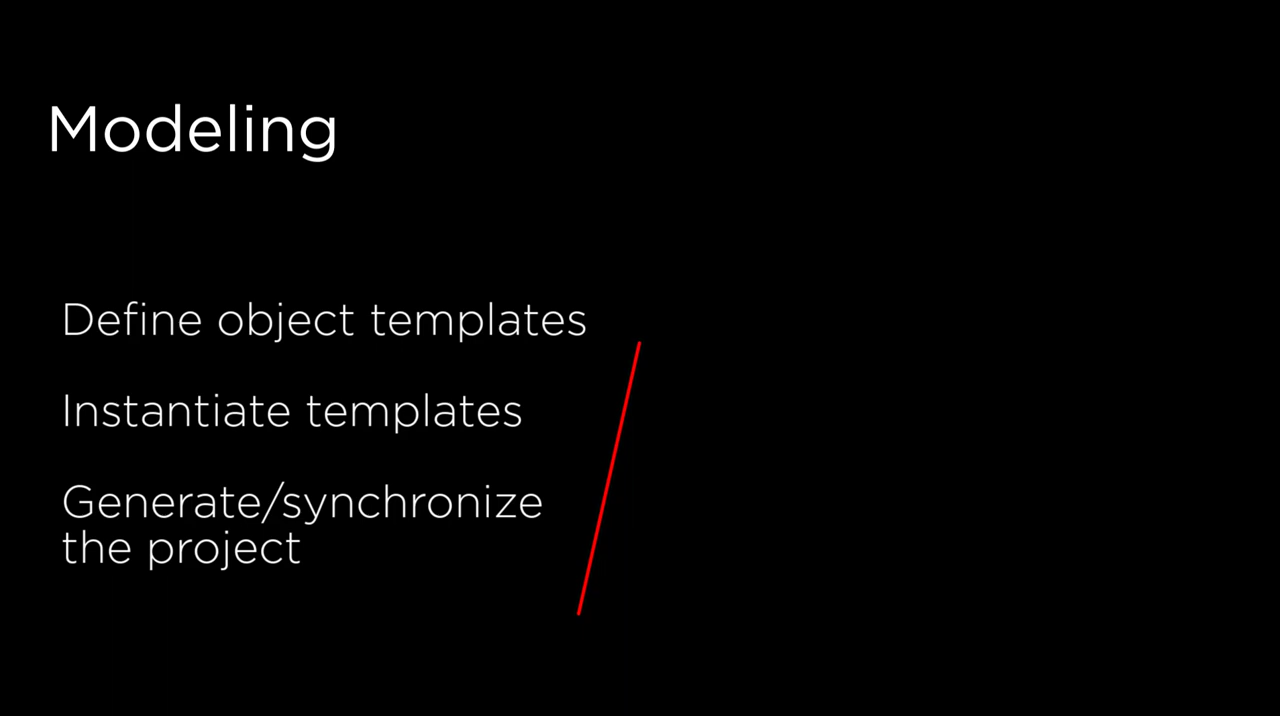 Modeling
Define object templates
Instantiate templates
Generate/synchronize
the project